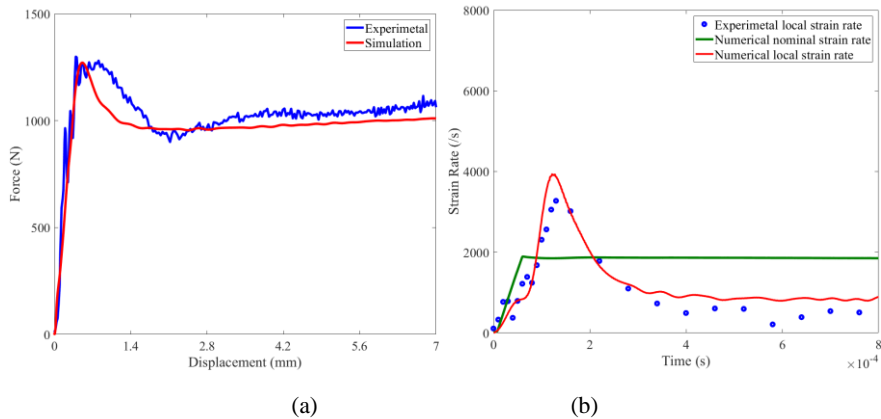 1500
1000
500
0
Force (N)
0
1.4
2.8
4.2
5.6
7
Displacement (mm)
Experimetal
Simulation
(a)
8000
6000
4000
2000
0
Strain Rate (/s)
0
2
4
6
8
Time (s)
×10⁻⁴
Experimetal local strain rate
Numerical nominal strain rate
Numerical local strain rate
(b)